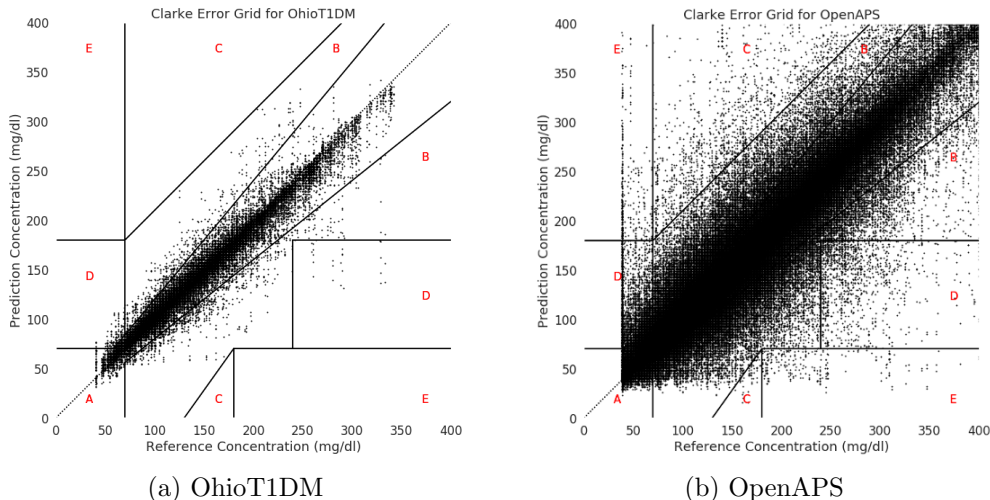 Clarke Error Grid for OhioT1DM
400
350
300
250
200
150
100
50
0
Prediction Concentration (mg/dl)
E
C
B
B
D
D
A
C
E
0 50 100 150 200 250 300 350 400
Reference Concentration (mg/dl)
(a) OhioT1DM
Clarke Error Grid for OpenAPS
400
350
300
250
200
150
100
50
0
Prediction Concentration (mg/dl)
E
C
B
B
D
D
A
C
E
0 50 100 150 200 250 300 350 400
Reference Concentration (mg/dl)
(b) OpenAPS